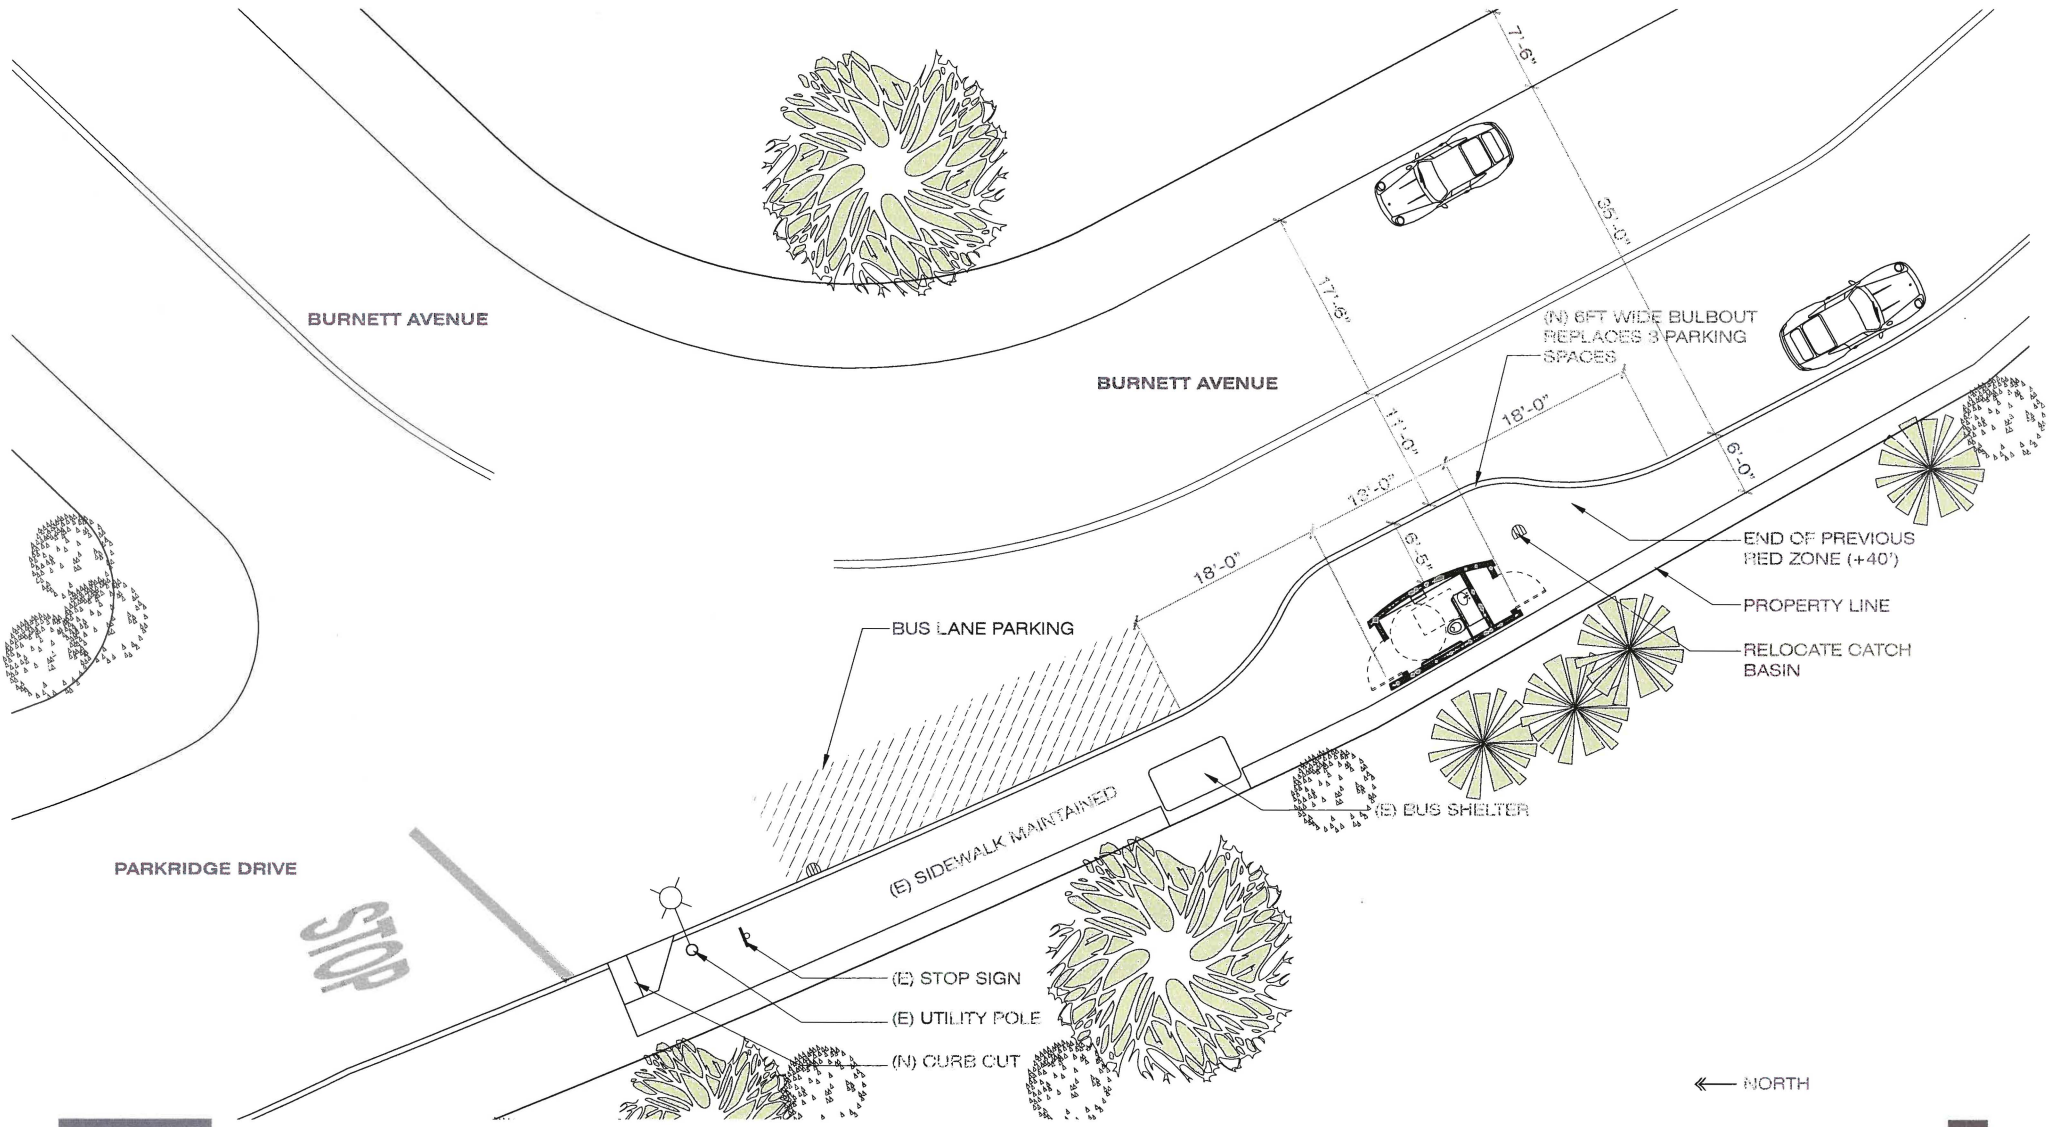 7'-6"
35'-0"
BURNETT AVENUE
17'-6"
(N) 6FT WIDE BULBOUT
REPLACES 3 PARKING
SPACES
BURNETT AVENUE
11'-0"
18'-0"
6'-0"
13'-0"
6'-5"
18'-0"
END OF PREVIOUS
RED ZONE (+40')
PROPERTY LINE
BUS LANE PARKING
RELOCATE CATCH
BASIN
(E) BUS SHELTER
(E) SIDEWALK MAINTAINED
PARKRIDGE DRIVE
STOP
(E) STOP SIGN
(E) UTILITY POLE
(N) CURB CUT
NORTH